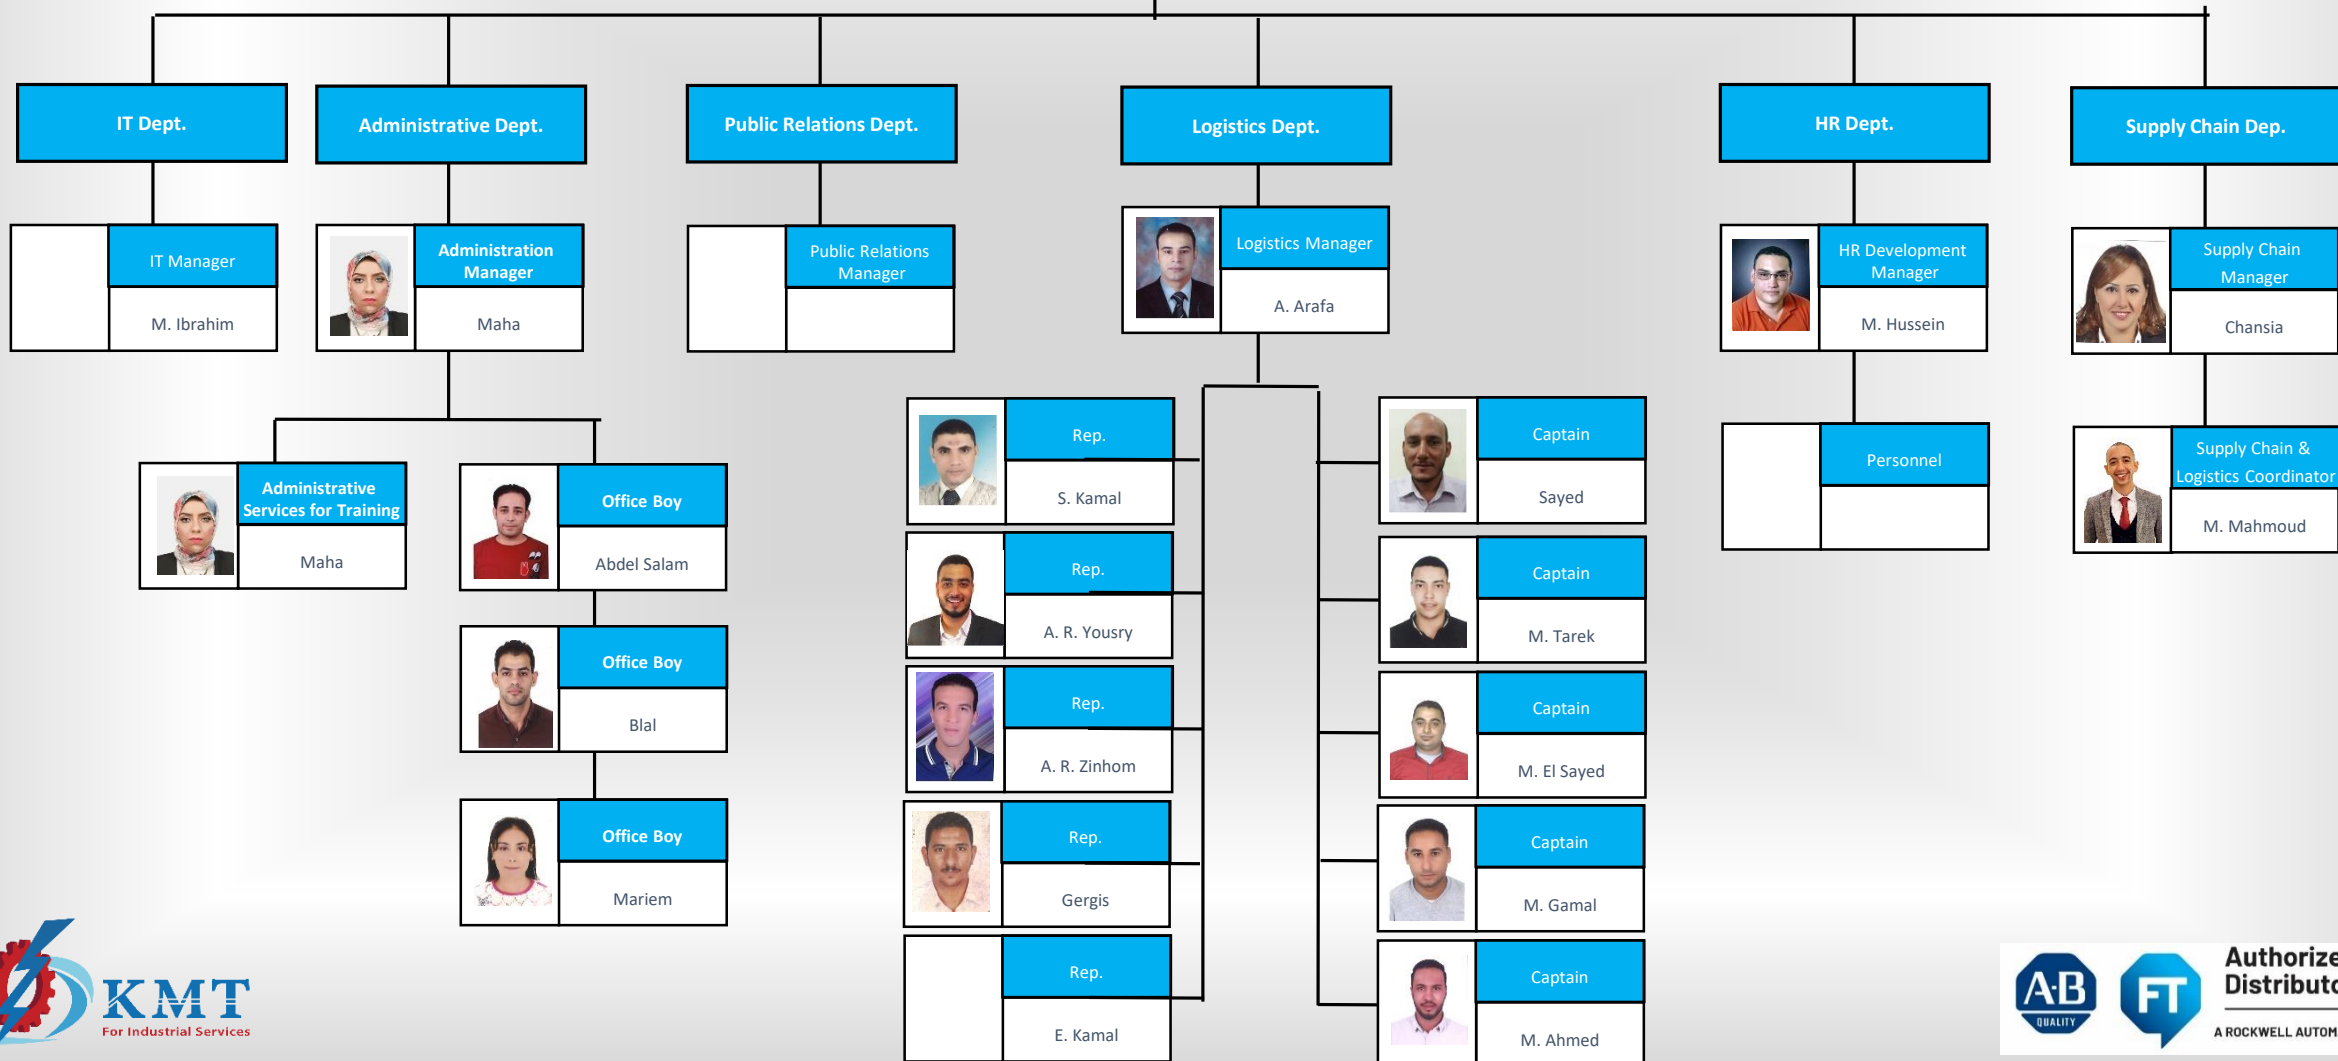 IT Dept.
Administrative Dept.
Public Relations Dept.
Logistics Dept.
HR Dept.
Supply Chain Dep.
IT Manager
M. Ibrahim
Administration
Manager
Maha
Public Relations
Manager
Logistics Manager
A. Arafa
HR Development
Manager
M. Hussein
Supply Chain
Manager
Chansia
Administrative
Services for Training
Maha
Office Boy
Abdel Salam
Office Boy
Blal
Office Boy
Mariem
Rep.
S. Kamal
Rep.
A. R. Yousry
Rep.
A. R. Zinhom
Rep.
Gergis
Rep.
E. Kamal
Captain
Sayed
Captain
M. Tarek
Captain
M. El Sayed
Captain
M. Gamal
Captain
M. Ahmed
Personnel
Supply Chain &
Logistics Coordinator
M. Mahmoud
KMT
For Industrial Services
A-B
QUALITY
FT
Authorize
Distributo
A ROCKWELL AUTOM